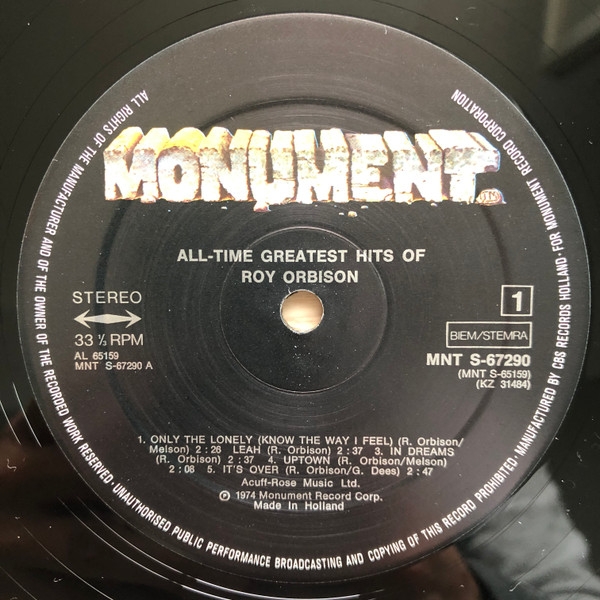 MONUMENT
ALL-TIME GREATEST HITS OF
ROY ORBISON
STEREO
33 ⅓ RPM
AL 65159
MNT S-67290 A
1
BIEM/STEMRA
MNT S-67290
(MNT S-65159)
(KZ 31484)
1. ONLY THE LONELY (KNOW THE WAY I FEEL) (R. Orbison/
Melson) 2 : 26 LEAH (R. Orbison) 2 : 37 3. IN DREAMS
(R. Orbison) 2 : 37 4. UPTOWN (R. Orbison/Melson)
2 : 08 5. IT'S OVER (R. Orbison/G. Dees) 2 : 47
Acuff-Rose Music Ltd.
℗ 1974 Monument Record Corp.
Made in Holland
ALL RIGHTS OF THE MANUFACTURER AND OF THE OWNER OF THE RECORDED WORK RESERVED · UNAUTHORISED PUBLIC PERFORMANCE BROADCASTING AND COPYING OF THIS RECORD PROHIBITED · MANUFACTURED BY CBS RECORDS HOLLAND · FOR MONUMENT RECORD CORPORATION